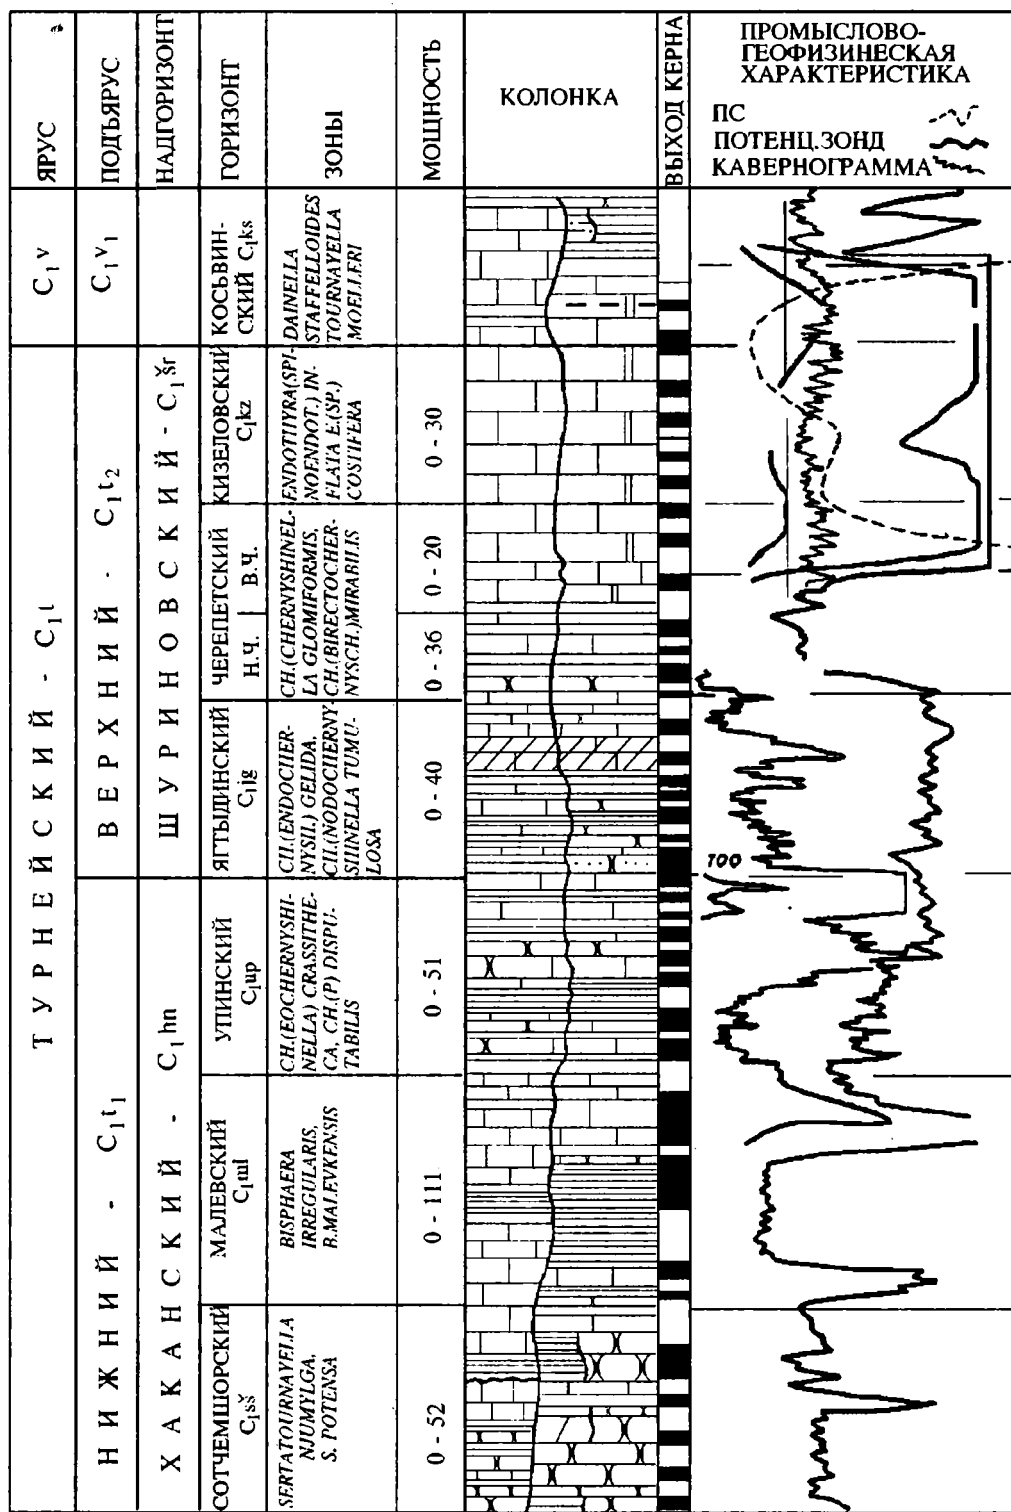 ЯРУС
ПОДЪЯРУС
НАДГОРИЗОНТ
ГОРИЗОНТ
ЗОНЫ
МОЩНОСТЬ
КОЛОНКА
ВЫХОД КЕРНА
ПРОМЫСЛОВО-
ГЕОФИЗИНЕСКАЯ
ХАРАКТЕРИСТИКА
ПС
ПОТЕНЦ.ЗОНД
КАВЕРНОГРАММА
C₁v
C₁v₁
КОСЬВИН-
СКИЙ C₁ks
DAINELLA
STAFFELLOIDES
TOURNAYELLA
MOELLERI
ТУРНЕЙСКИЙ - C₁t
ВЕРХНИЙ - C₁t₂
ШУРИНОВСКИЙ - C₁šr
КИЗЕЛОВСКИЙ
C₁kz
ENDOTHYRA(SPI-
NOENDOT.) IN-
FLATA E.(SP.)
COSTIFERA
0 - 30
ЧЕРЕПЕТСКИЙ
Н.Ч. | В.Ч.
CH.(CHERNYSHINEL-
LA GLOMIFORMIS,
CH.(BIRECTOCHER-
NYSCH.)MIRABILIS
0 - 20
0 - 36
ЯГТЫДИНСКИЙ
C₁jg
CH.(ENDOCHER-
NYSH.) GELIDA,
CH.(NODOCHERNY-
SHINELLA TUMU-
LOSA
0 - 40
100
НИЖНИЙ - C₁t₁
ХАКАНСКИЙ - C₁hn
УПИНСКИЙ
C₁up
CH.(EOCHERNYSHI-
NELLA) CRASSITHE-
CA, CH.(P) DISPU-
TABILIS
0 - 51
МАЛЕВСКИЙ
C₁ml
BISPHAERA
IRREGULARIS,
B.MALEVKENSIS
0 - 111
СОТЧЕМШОРСКИЙ
C₁sš
SERTATOURNAYELLA
NJUMYLGA,
S. POTENSA
0 - 52